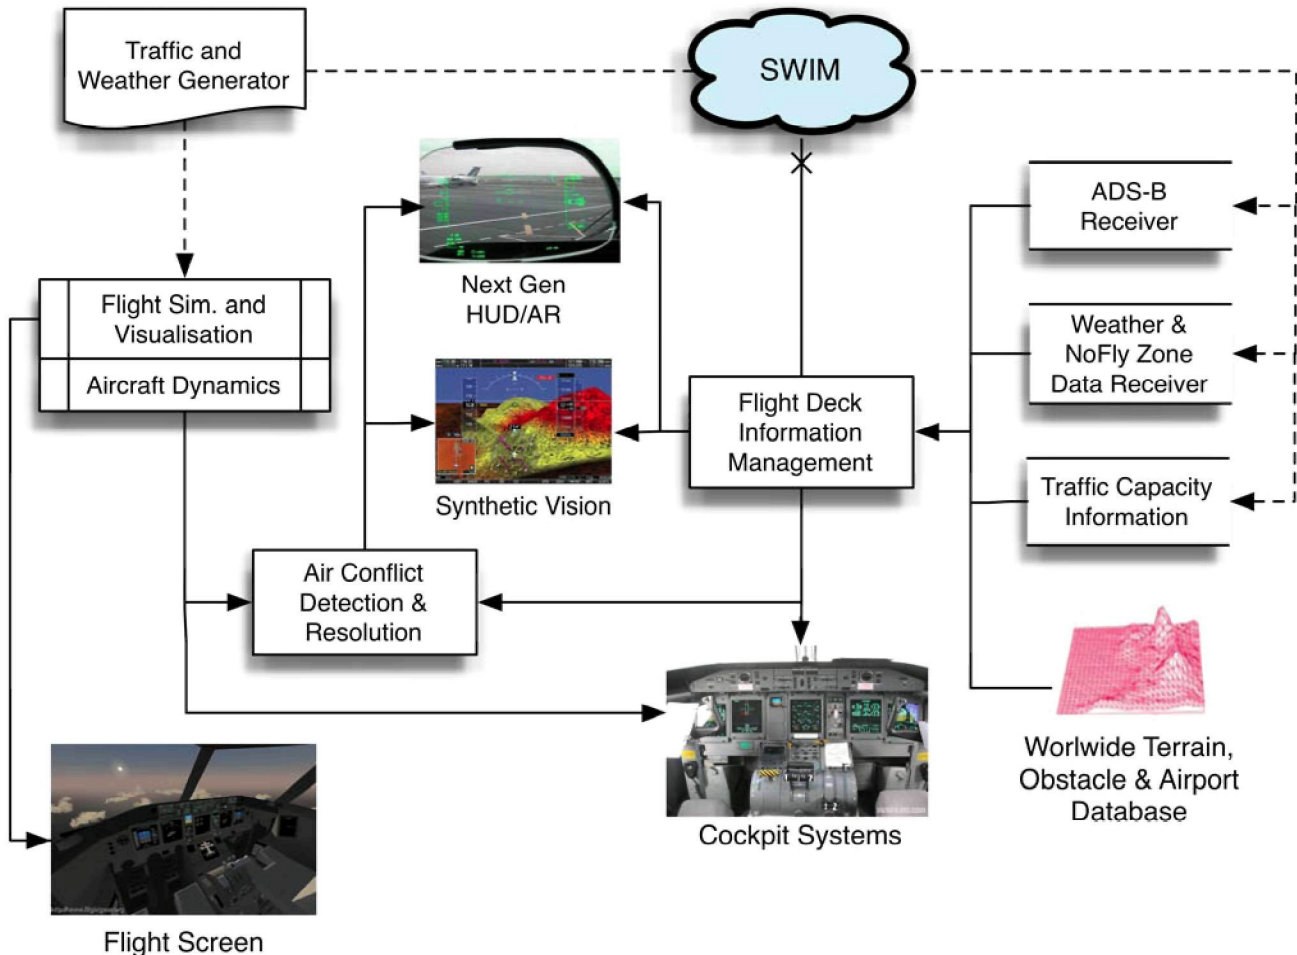 Traffic and
Weather Generator
SWIM
ADS-B
Receiver
Next Gen
HUD/AR
Flight Sim. and
Visualisation
Aircraft Dynamics
Weather &
NoFly Zone
Data Receiver
Flight Deck
Information
Management
Synthetic Vision
Traffic Capacity
Information
Air Conflict
Detection &
Resolution
Worlwide Terrain,
Obstacle & Airport
Database
Cockpit Systems
Flight Screen